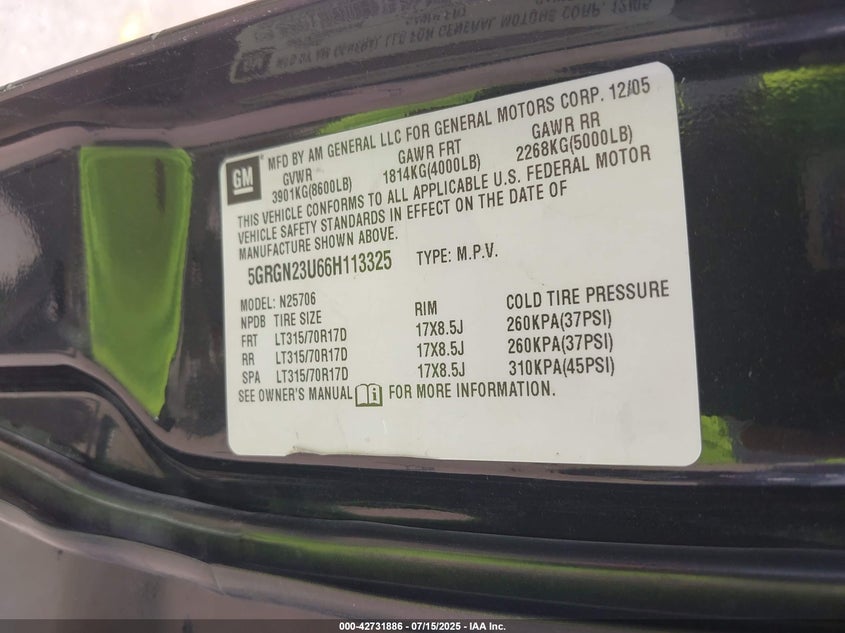 GM
MFD BY AM GENERAL LLC FOR GENERAL MOTORS CORP. 12/05
GVWR GAWR FRT GAWR RR
3901KG(8600LB) 1814KG(4000LB) 2268KG(5000LB)
THIS VEHICLE CONFORMS TO ALL APPLICABLE U.S. FEDERAL MOTOR
VEHICLE SAFETY STANDARDS IN EFFECT ON THE DATE OF
MANUFACTURE SHOWN ABOVE.
5GRGN23U66H113325 TYPE: M.P.V.
MODEL: N25706
NPDB TIRE SIZE RIM COLD TIRE PRESSURE
FRT LT315/70R17D 17X8.5J 260KPA(37PSI)
RR LT315/70R17D 17X8.5J 260KPA(37PSI)
SPA LT315/70R17D 17X8.5J 310KPA(45PSI)
SEE OWNER'S MANUAL FOR MORE INFORMATION.
000-42731886 - 07/15/2025 - IAA Inc.